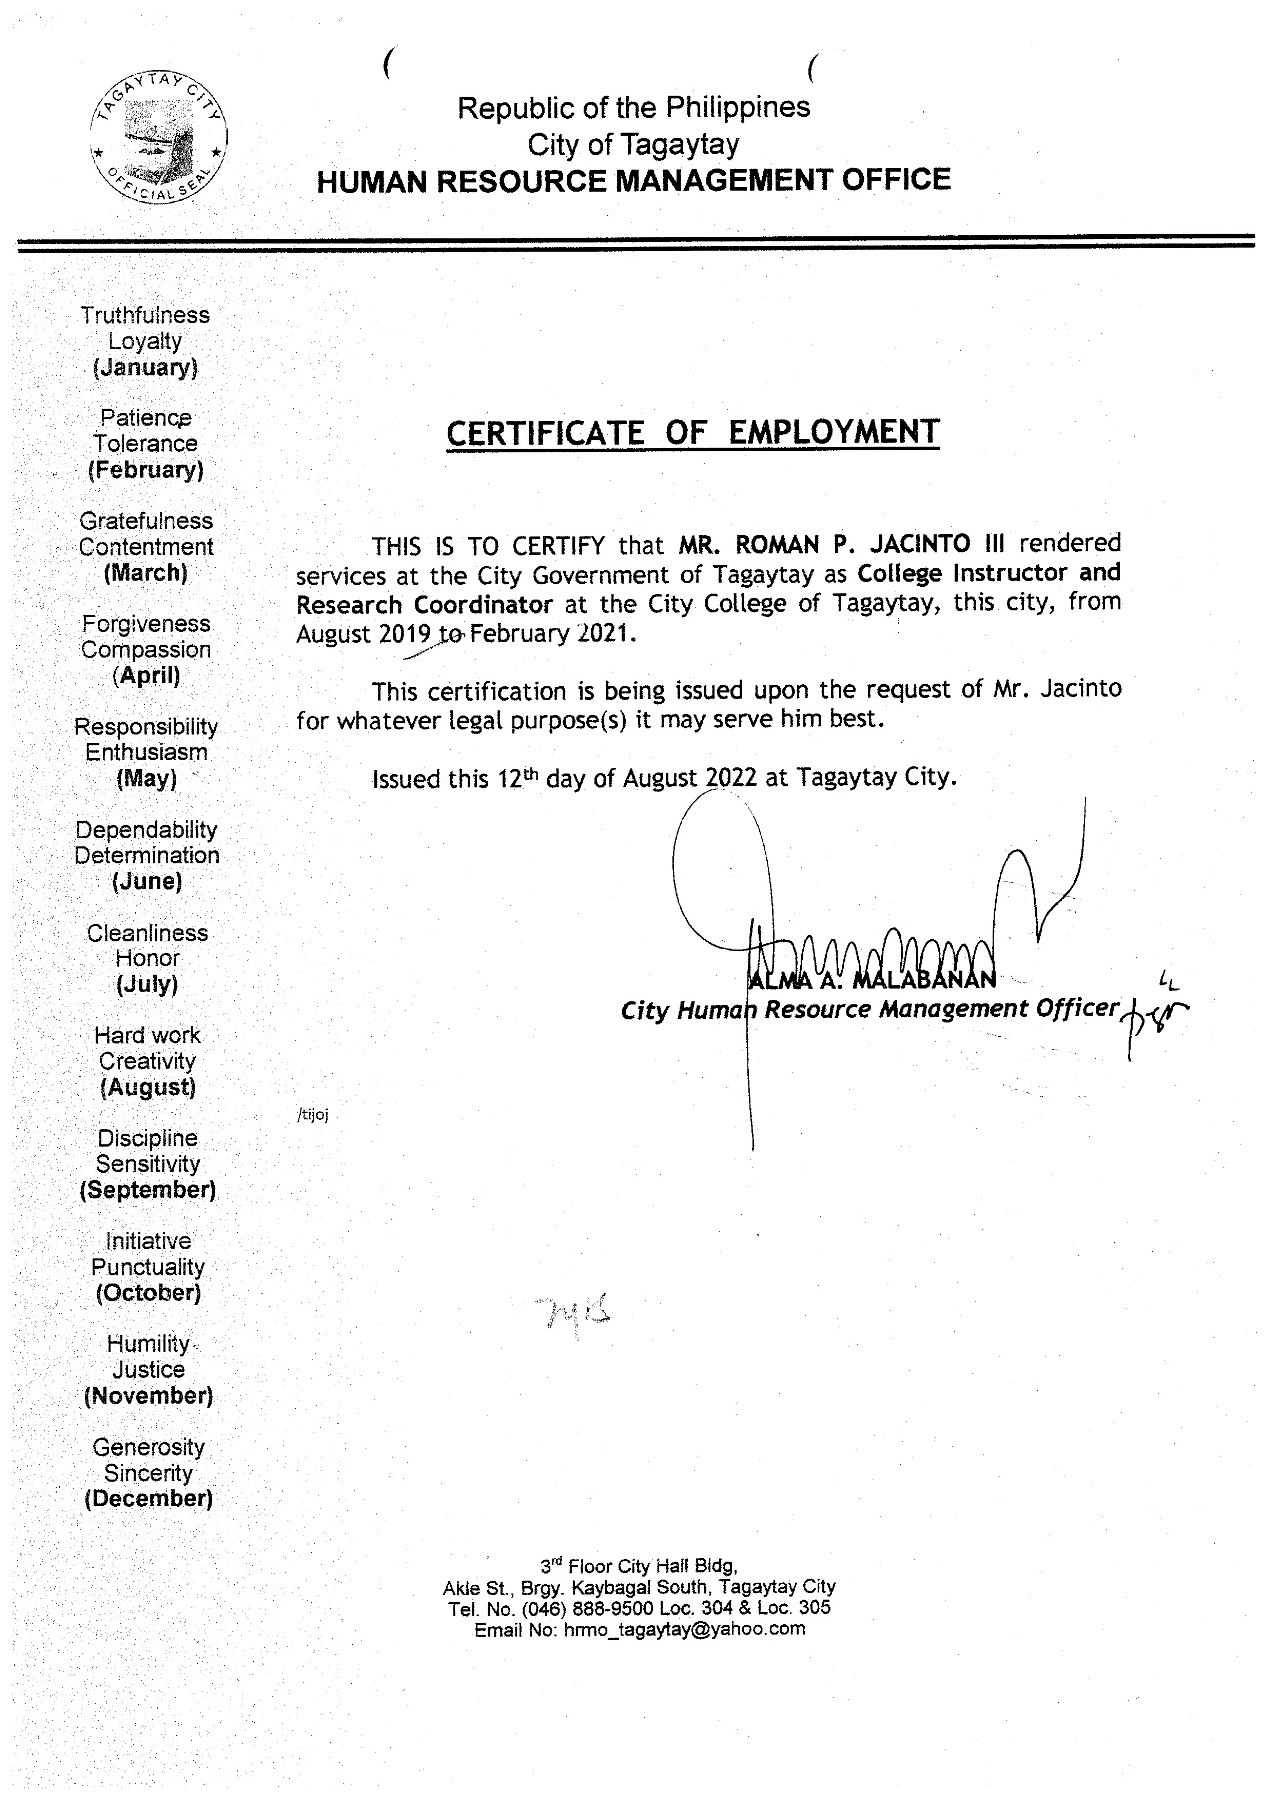 TAGAYTAY CITY
OFFICIAL SEAL
Republic of the Philippines
City of Tagaytay
HUMAN RESOURCE MANAGEMENT OFFICE
Truthfulness
Loyalty
(January)
Patience
Tolerance
(February)
Gratefulness
Contentment
(March)
Forgiveness
Compassion
(April)
Responsibility
Enthusiasm
(May)
Dependability
Determination
(June)
Cleanliness
Honor
(July)
Hard work
Creativity
(August)
Discipline
Sensitivity
(September)
Initiative
Punctuality
(October)
Humility
Justice
(November)
Generosity
Sincerity
(December)
CERTIFICATE OF EMPLOYMENT
THIS IS TO CERTIFY that MR. ROMAN P. JACINTO III rendered
services at the City Government of Tagaytay as College Instructor and
Research Coordinator at the City College of Tagaytay, this city, from
August 2019 to February 2021.
This certification is being issued upon the request of Mr. Jacinto
for whatever legal purpose(s) it may serve him best.
Issued this 12th day of August 2022 at Tagaytay City.
ALMA A. MALABANAN
City Human Resource Management Officer
/tijoj
3rd Floor City Hall Bldg,
Akle St., Brgy. Kaybagal South, Tagaytay City
Tel. No. (046) 888-9500 Loc. 304 & Loc. 305
Email No: hrmo_tagaytay@yahoo.com